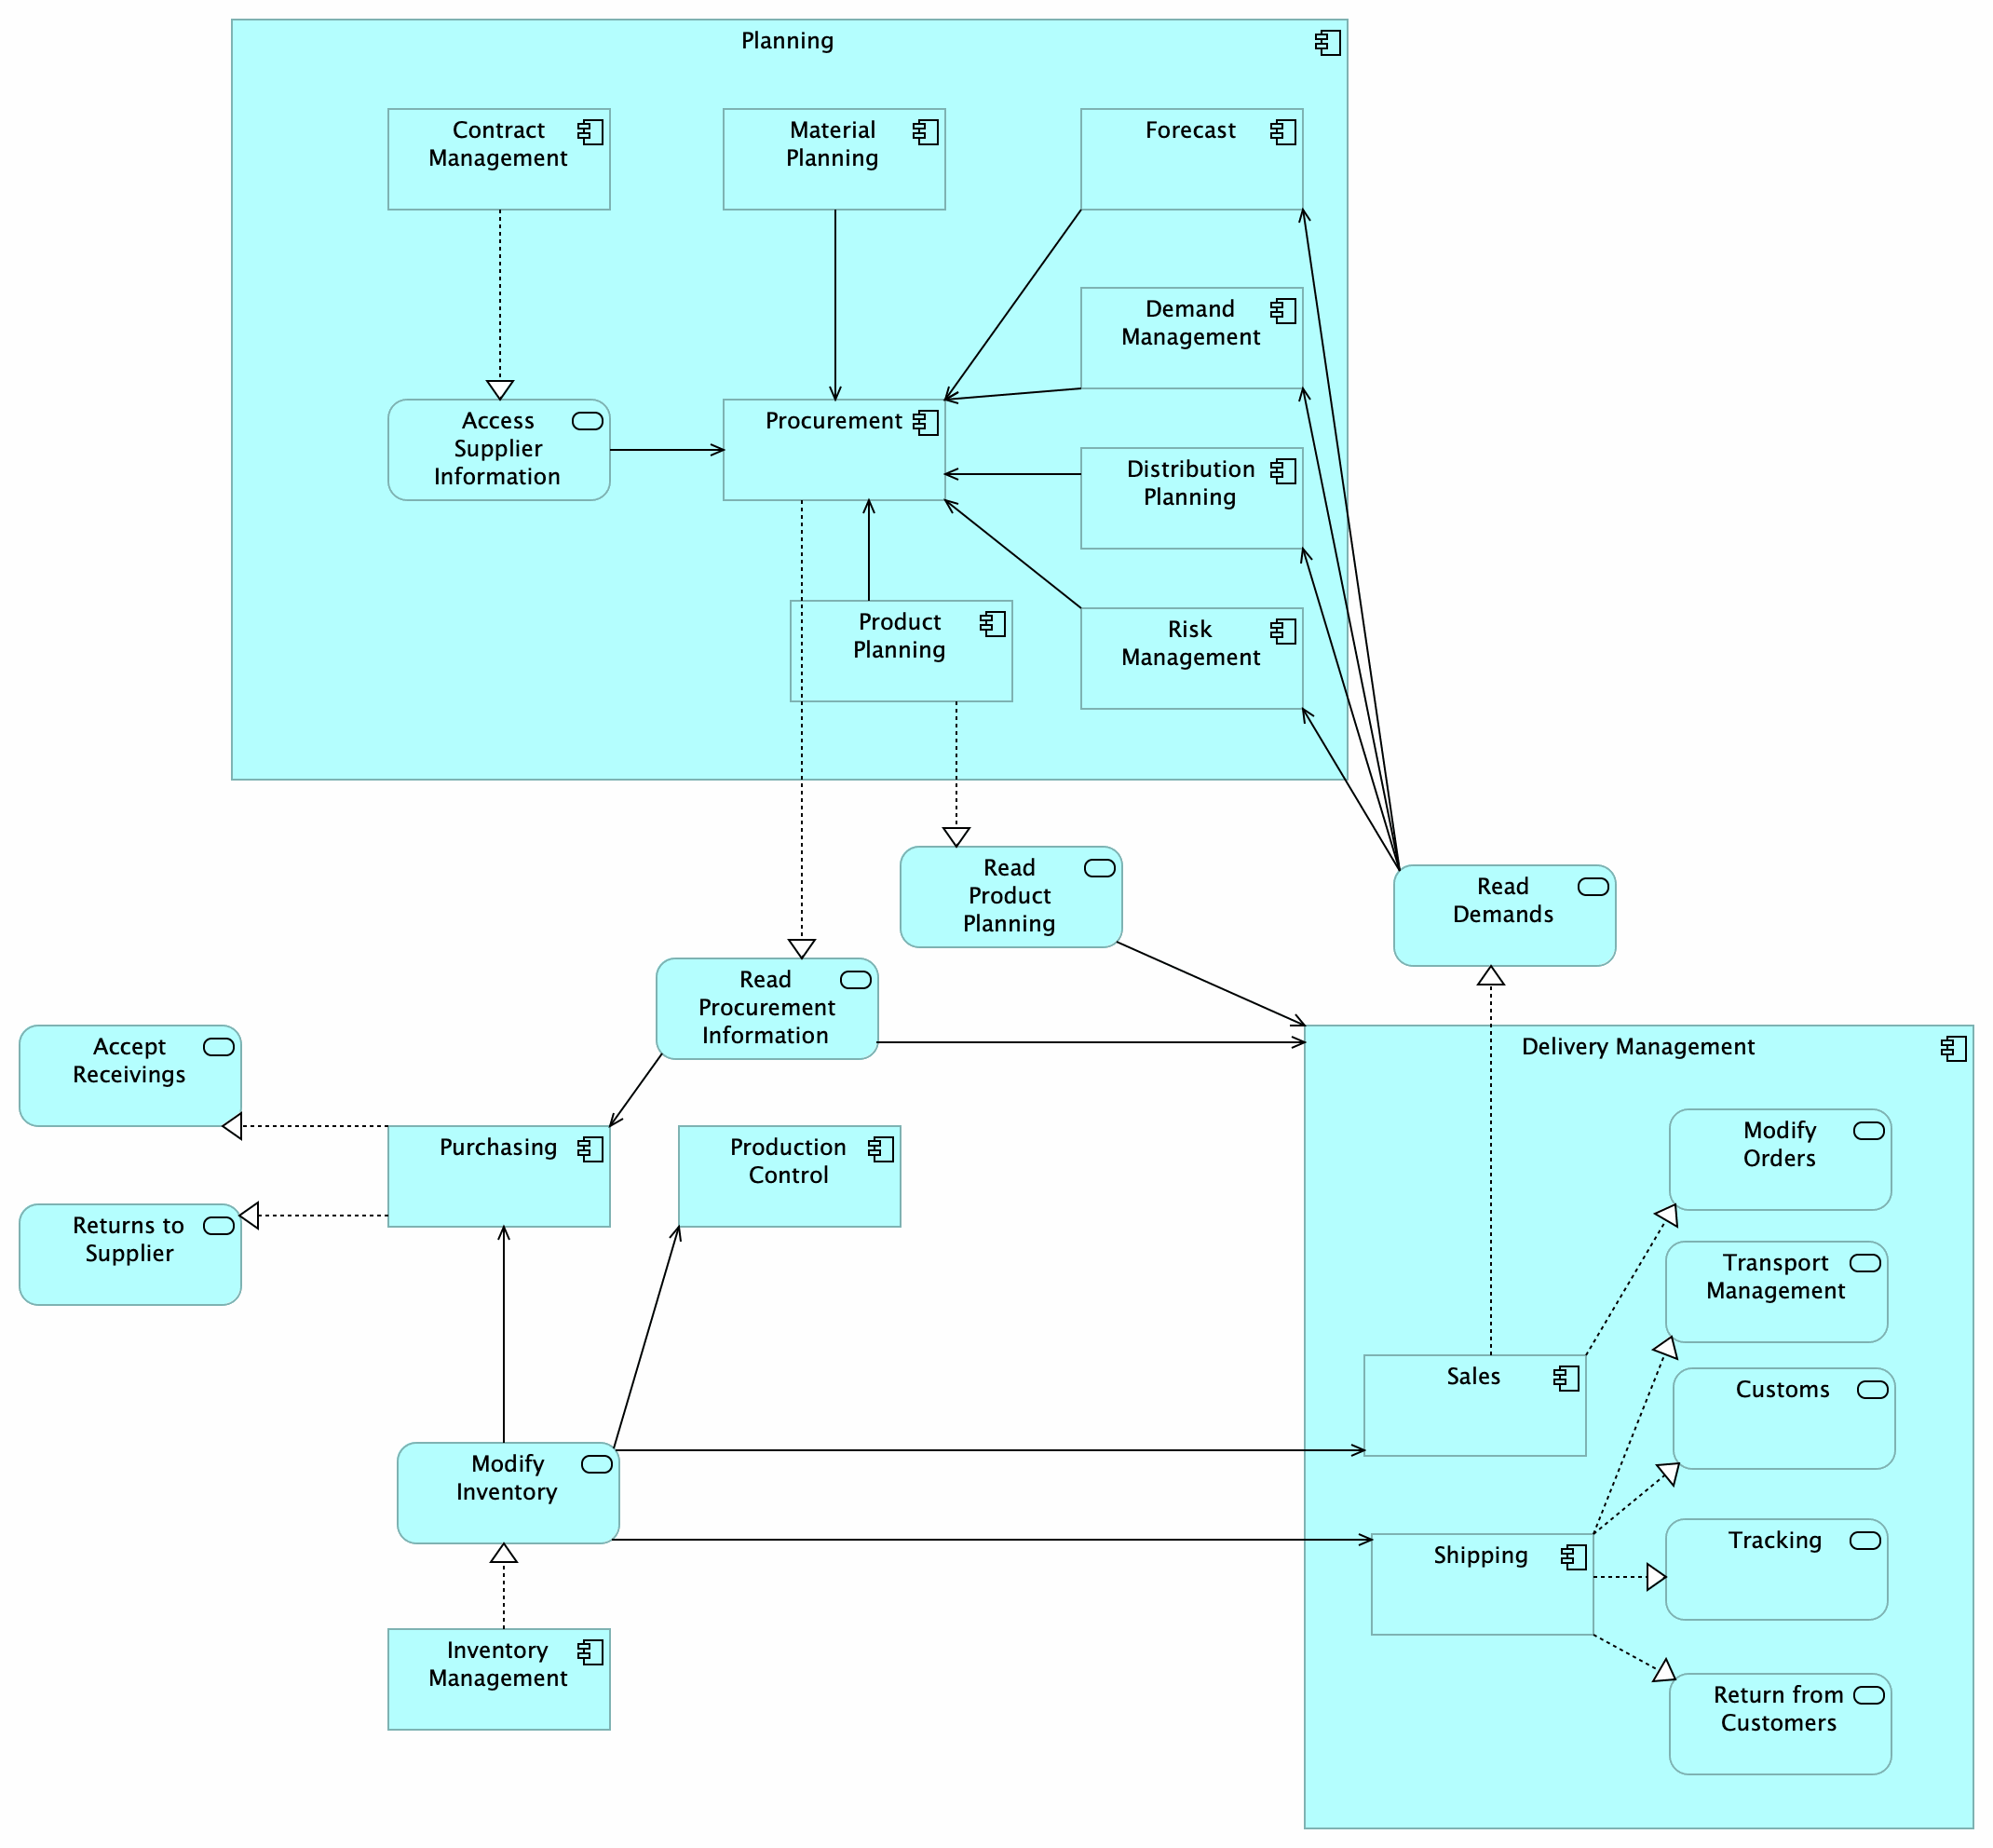 Planning
Contract
Management
Material
Planning
Forecast
Demand
Management
Access
Supplier
Information
Procurement
Distribution
Planning
Product
Planning
Risk
Management
Read
Product
Planning
Read
Demands
Read
Procurement
Information
Accept
Receivings
Delivery Management
Purchasing
Production
Control
Modify
Orders
Returns to
Supplier
Transport
Management
Sales
Customs
Modify
Inventory
Shipping
Tracking
Inventory
Management
Return from
Customers